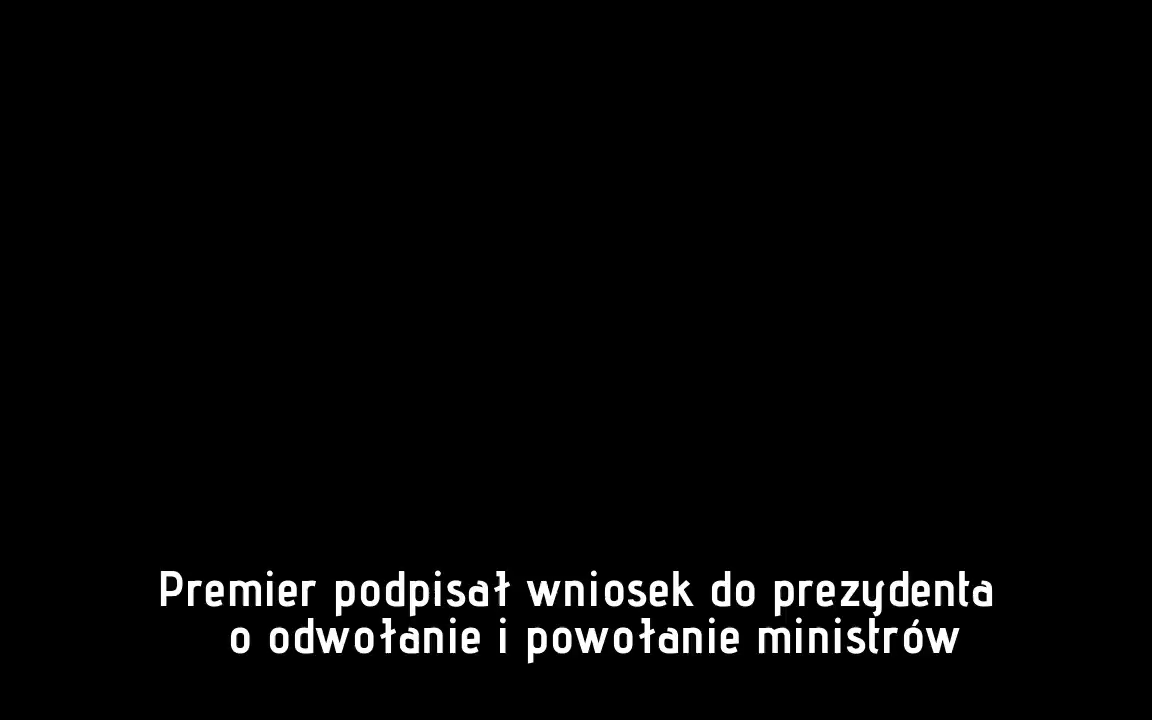 Premier podpisał wniosek do prezydenta
o odwołanie i powołanie ministrów